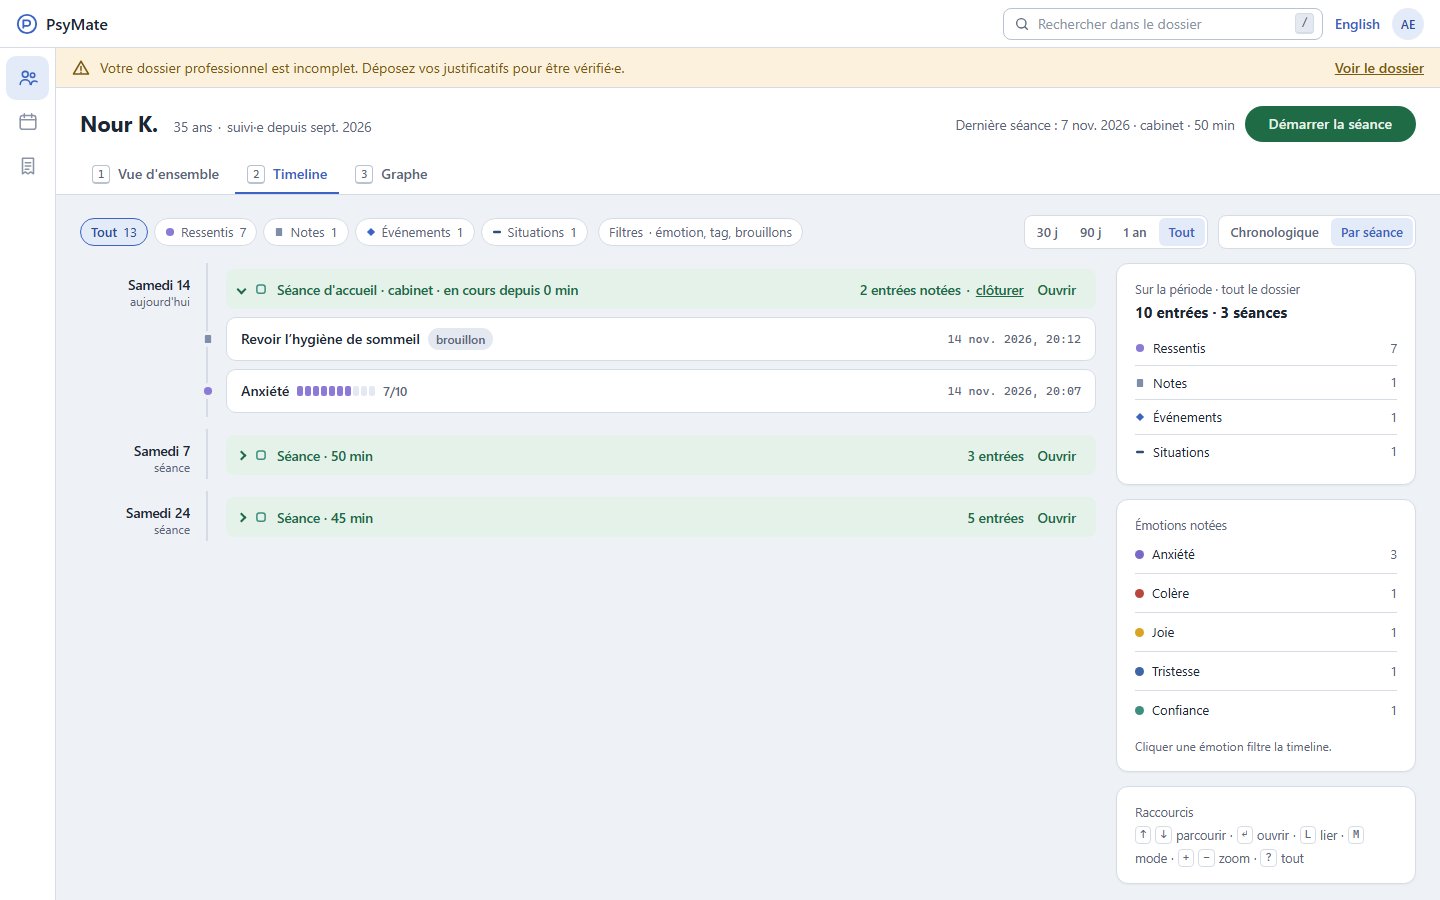 PsyMate
Rechercher dans le dossier /
English
AE
Votre dossier professionnel est incomplet. Déposez vos justificatifs pour être vérifié·e.
Voir le dossier
Nour K. 35 ans · suivi·e depuis sept. 2026
Dernière séance : 7 nov. 2026 · cabinet · 50 min
Démarrer la séance
1 Vue d'ensemble
2 Timeline
3 Graphe
Tout 13
Ressentis 7
Notes 1
Événements 1
Situations 1
Filtres · émotion, tag, brouillons
30 j
90 j
1 an
Tout
Chronologique
Par séance
Samedi 14
aujourd'hui
Séance d'accueil · cabinet · en cours depuis 0 min
2 entrées notées · clôturer Ouvrir
Revoir l’hygiène de sommeil brouillon
14 nov. 2026, 20:12
Anxiété 7/10
14 nov. 2026, 20:07
Samedi 7
séance
Séance · 50 min
3 entrées Ouvrir
Samedi 24
séance
Séance · 45 min
5 entrées Ouvrir
Sur la période · tout le dossier
10 entrées · 3 séances
Ressentis 7
Notes 1
Événements 1
Situations 1
Émotions notées
Anxiété 3
Colère 1
Joie 1
Tristesse 1
Confiance 1
Cliquer une émotion filtre la timeline.
Raccourcis
↑ ↓ parcourir · ↵ ouvrir · L lier · M
mode · + − zoom · ? tout